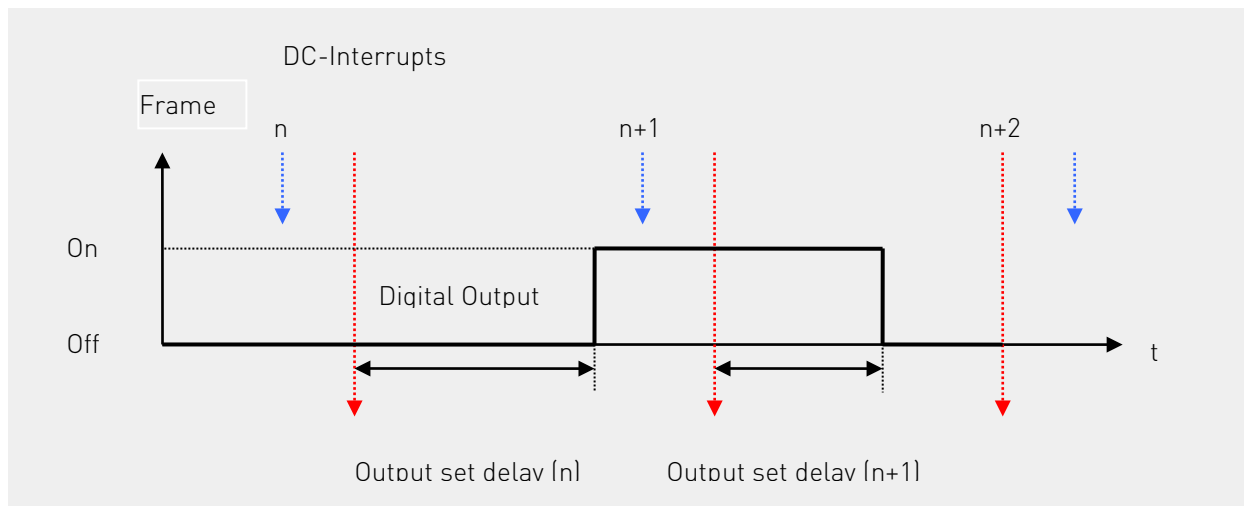 DC-Interrupts
Frame
n n+1 n+2
On
Digital Output
Off
t
Output set delay (n) Output set delay (n+1)